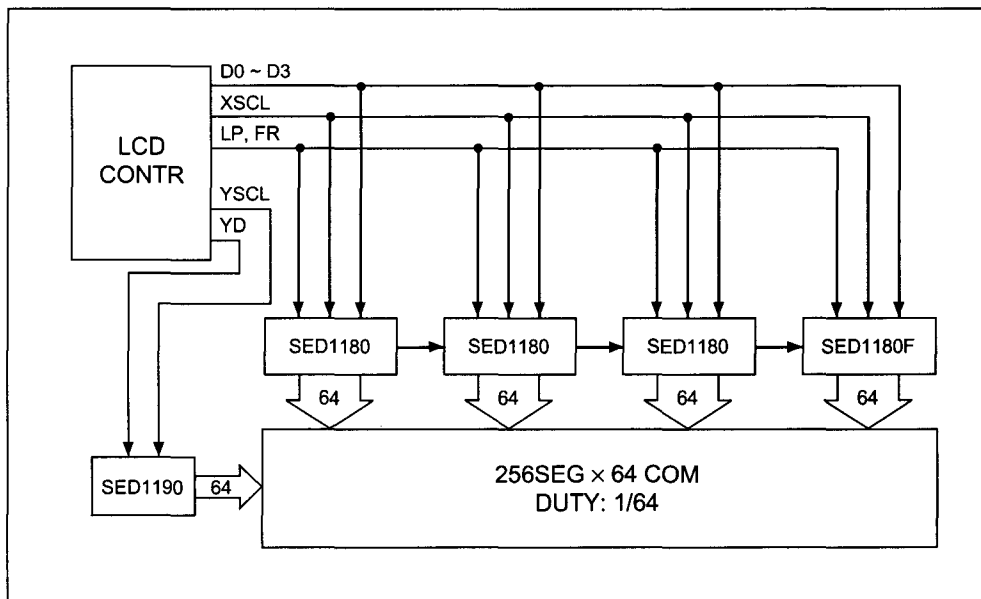 D0 ~ D3
XSCL
LP, FR
LCD
CONTR
YSCL
YD
SED1180
SED1180
SED1180
SED1180F
64
64
64
64
SED1190
64
256SEG × 64 COM
DUTY: 1/64